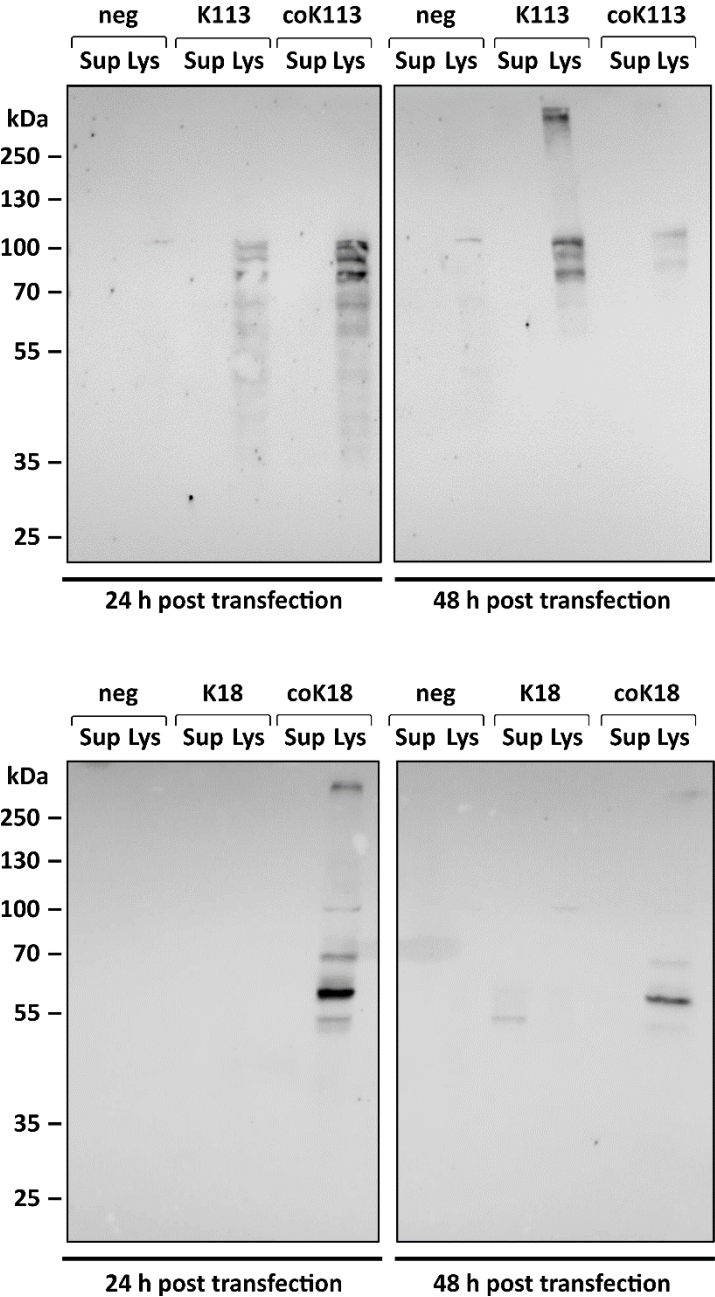 neg K113 coK113 neg K113 coK113
Sup Lys Sup Lys Sup Lys Sup Lys Sup Lys Sup Lys
kDa
250
130
100
70
55
35
25
24 h post transfection 48 h post transfection
neg K18 coK18 neg K18 coK18
Sup Lys Sup Lys Sup Lys Sup Lys Sup Lys Sup Lys
kDa
250
130
100
70
55
35
25
24 h post transfection 48 h post transfection